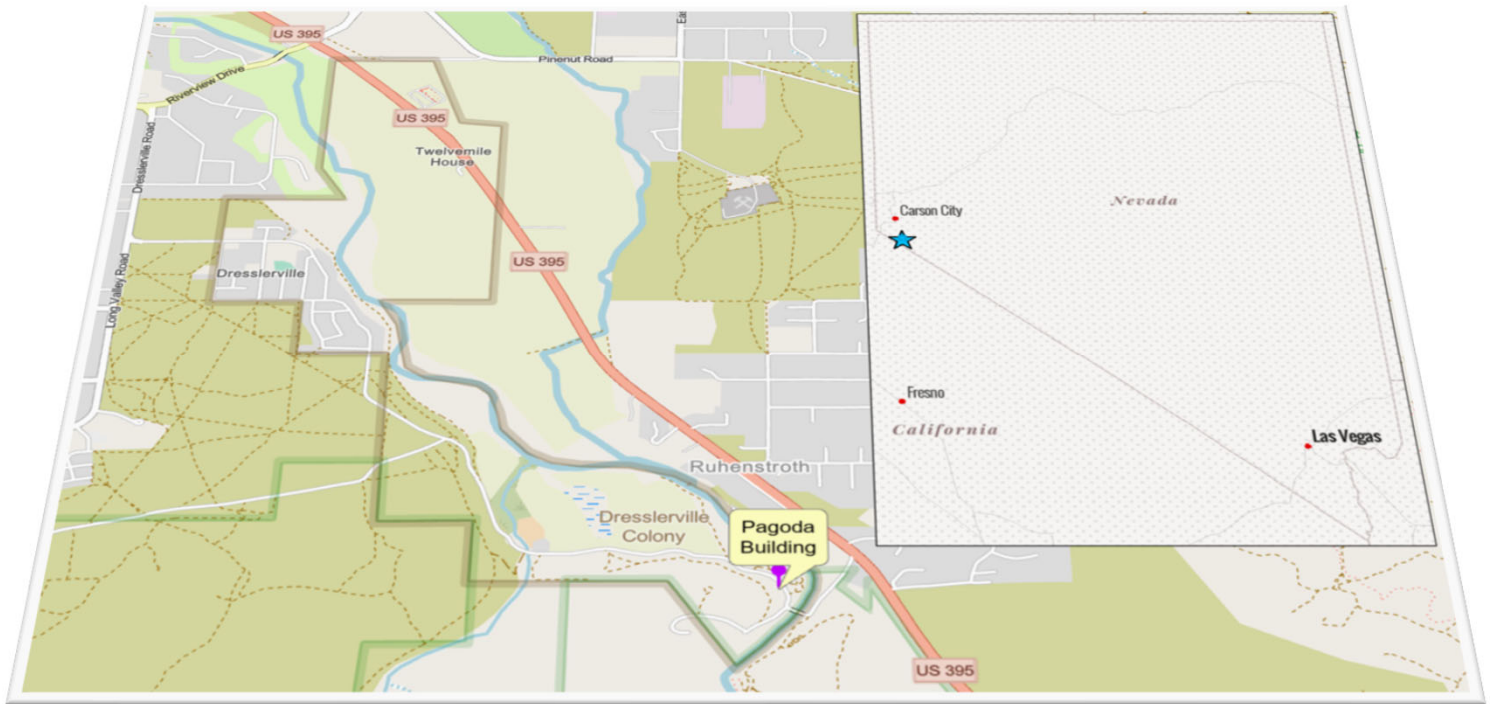 US 395
Eas
Pinenut Road
Riverview Drive
US 395
Dresslerville Road
Twelvemile
House
US 395
Dresslerville
Long Valley Road
Ruhenstroth
Dresslerville
Colony
Pagoda
Building
US 395
Nevada
Carson City
Fresno
California
Las Vegas